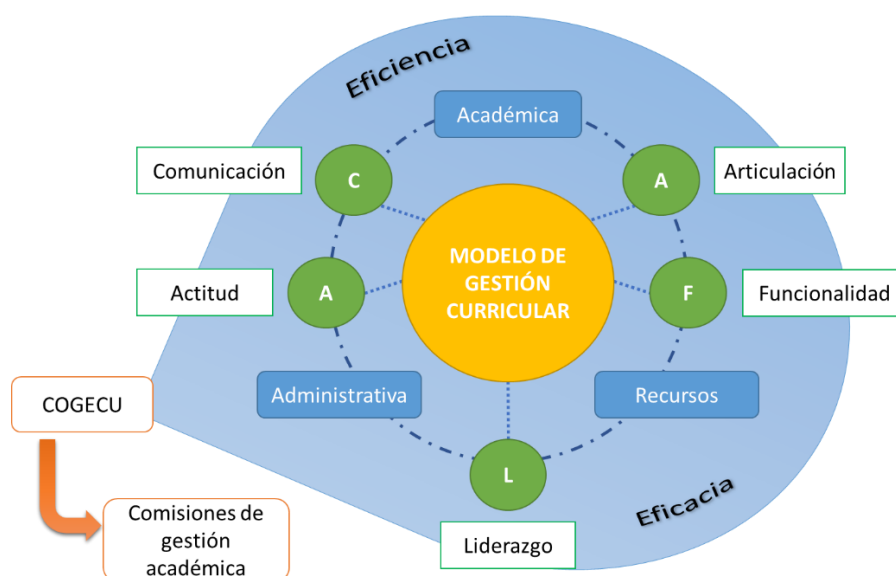 Eficiencia
Académica
Comunicación
C
A
Articulación
MODELO DE
GESTIÓN
CURRICULAR
Actitud
A
F
Funcionalidad
Administrativa
Recursos
COGECU
L
Eficacia
Liderazgo
Comisiones de
gestión
académica